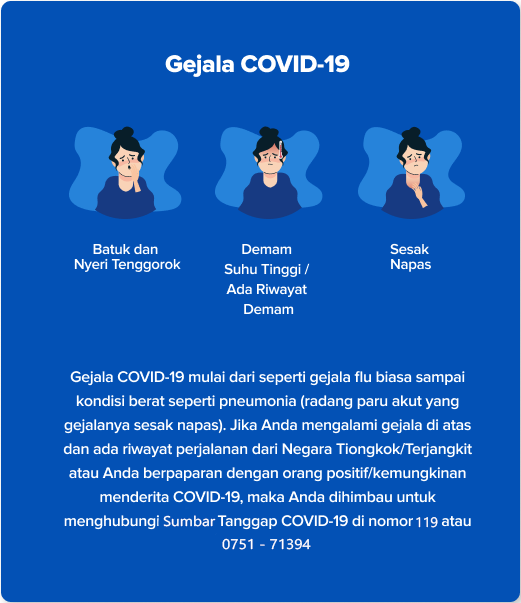 Gejala COVID-19
Batuk dan
Nyeri Tenggorok
Demam
Suhu Tinggi /
Ada Riwayat
Demam
Sesak
Napas
Gejala COVID-19 mulai dari seperti gejala flu biasa sampai
kondisi berat seperti pneumonia (radang paru akut yang
gejalanya sesak napas). Jika Anda mengalami gejala di atas
dan ada riwayat perjalanan dari Negara Tiongkok/Terjangkit
atau Anda berpaparan dengan orang positif/kemungkinan
menderita COVID-19, maka Anda dihimbau untuk
menghubungi Sumbar Tanggap COVID-19 di nomor 119 atau
0751 - 71394